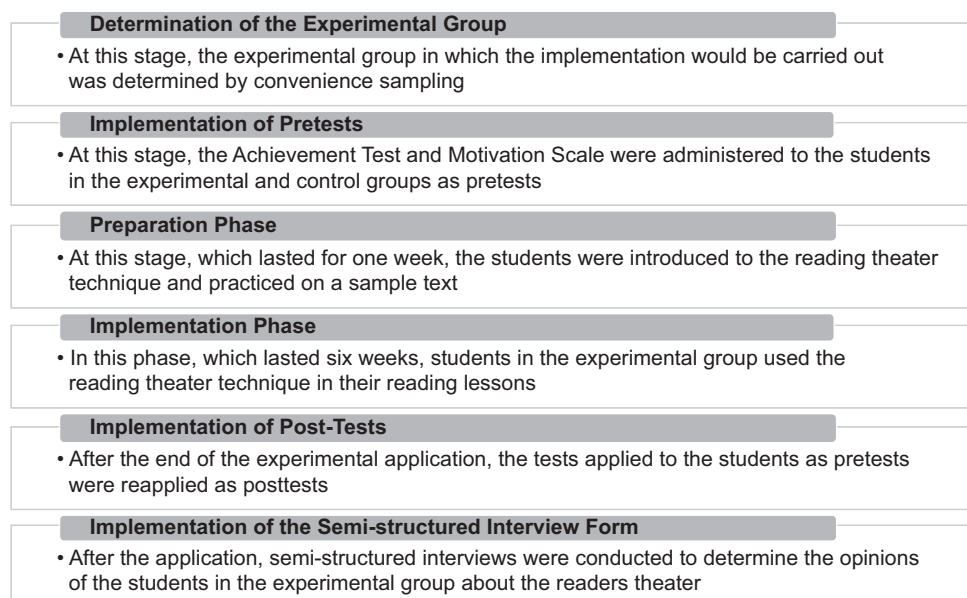 Determination of the Experimental Group
• At this stage, the experimental group in which the implementation would be carried out
was determined by convenience sampling
Implementation of Pretests
• At this stage, the Achievement Test and Motivation Scale were administered to the students
in the experimental and control groups as pretests
Preparation Phase
• At this stage, which lasted for one week, the students were introduced to the reading theater
technique and practiced on a sample text
Implementation Phase
• In this phase, which lasted six weeks, students in the experimental group used the
reading theater technique in their reading lessons
Implementation of Post-Tests
• After the end of the experimental application, the tests applied to the students as pretests
were reapplied as posttests
Implementation of the Semi-structured Interview Form
• After the application, semi-structured interviews were conducted to determine the opinions
of the students in the experimental group about the readers theater